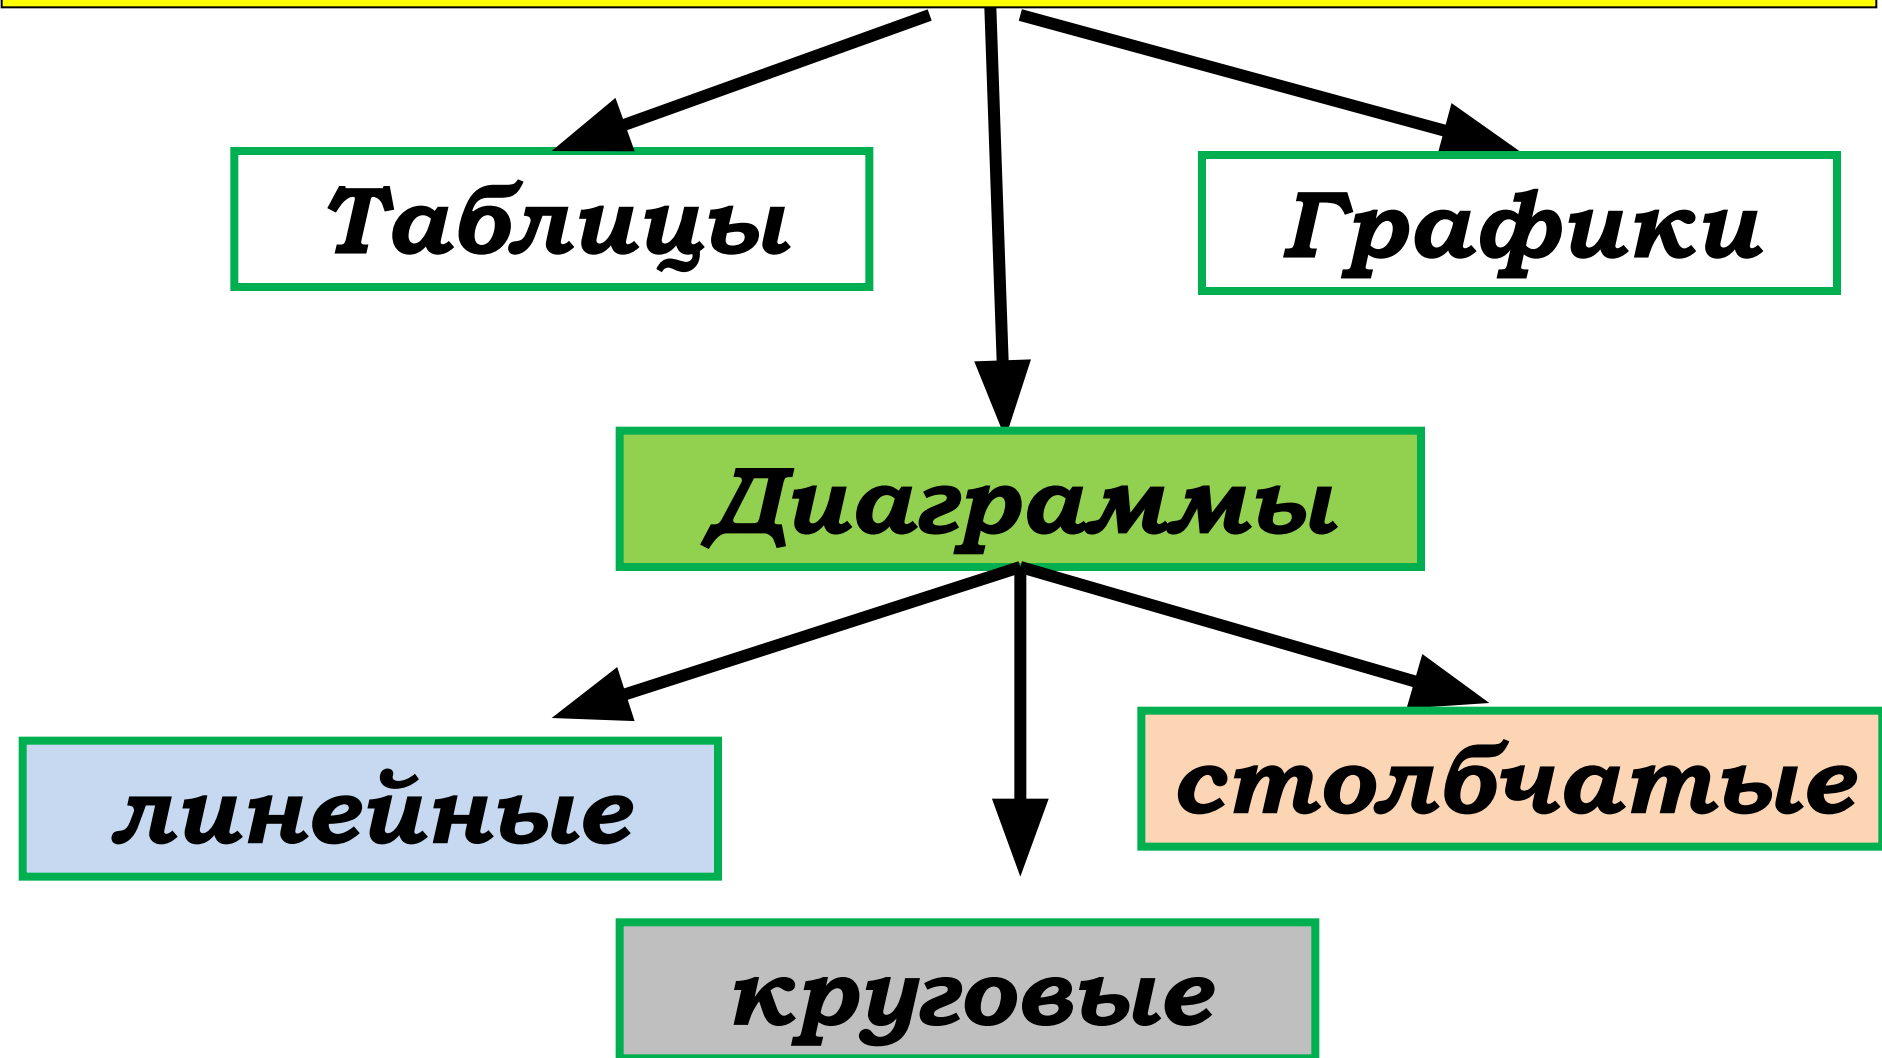 Таблицы
Графики
Диаграммы
линейные
столбчатые
круговые